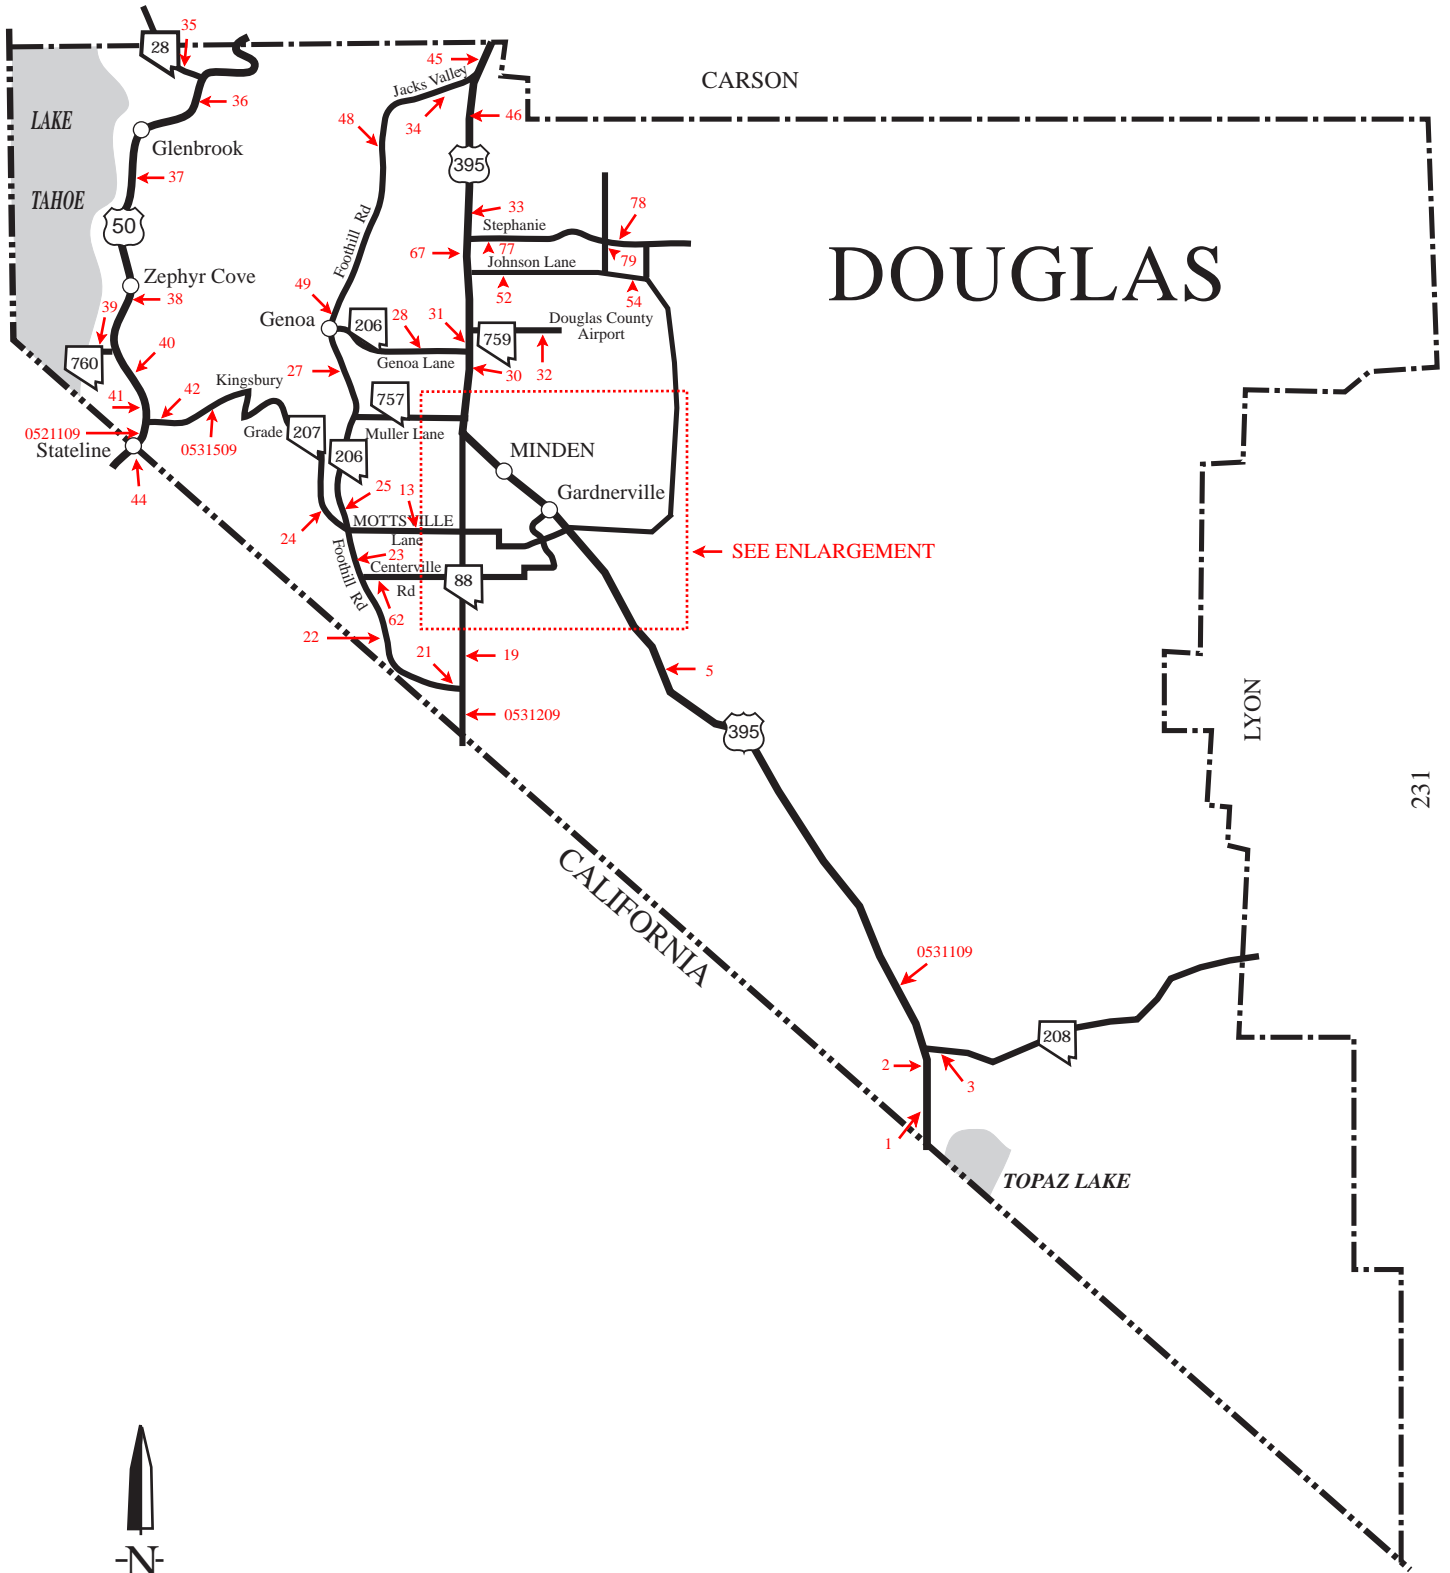 35
28
45
Jacks Valley
CARSON
36
34
46
48
LAKE
Glenbrook
395
37
TAHOE
Foothill Rd
33
78
50
Stephanie
67
77
79
Johnson Lane
DOUGLAS
Zephyr Cove
38
52
54
49
39
Genoa
206
28
31
759
Douglas County
Airport
760
40
Genoa Lane
32
27
30
Kingsbury
42
41
757
0521109
Grade
207
Muller Lane
Stateline
0531509
206
MINDEN
44
25
13
Gardnerville
MOTTSVILLE
Lane
24
23
SEE ENLARGEMENT
Foothill Rd
Centerville
Rd
88
62
22
21
19
5
0531209
395
LYON
231
CALIFORNIA
0531109
208
2
3
1
TOPAZ LAKE
-N-